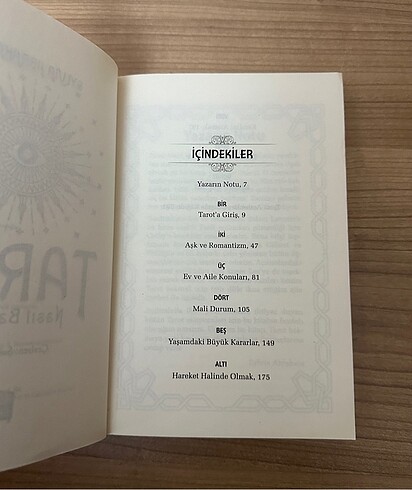 İÇİNDEKİLER
Yazarın Notu, 7
BİR
Tarot'a Giriş, 9
İKİ
Aşk ve Romantizm, 47
ÜÇ
Ev ve Aile Konuları, 81
DÖRT
Mali Durum, 105
BEŞ
Yaşamdaki Büyük Kararlar, 149
ALTI
Hareket Halinde Olmak, 175